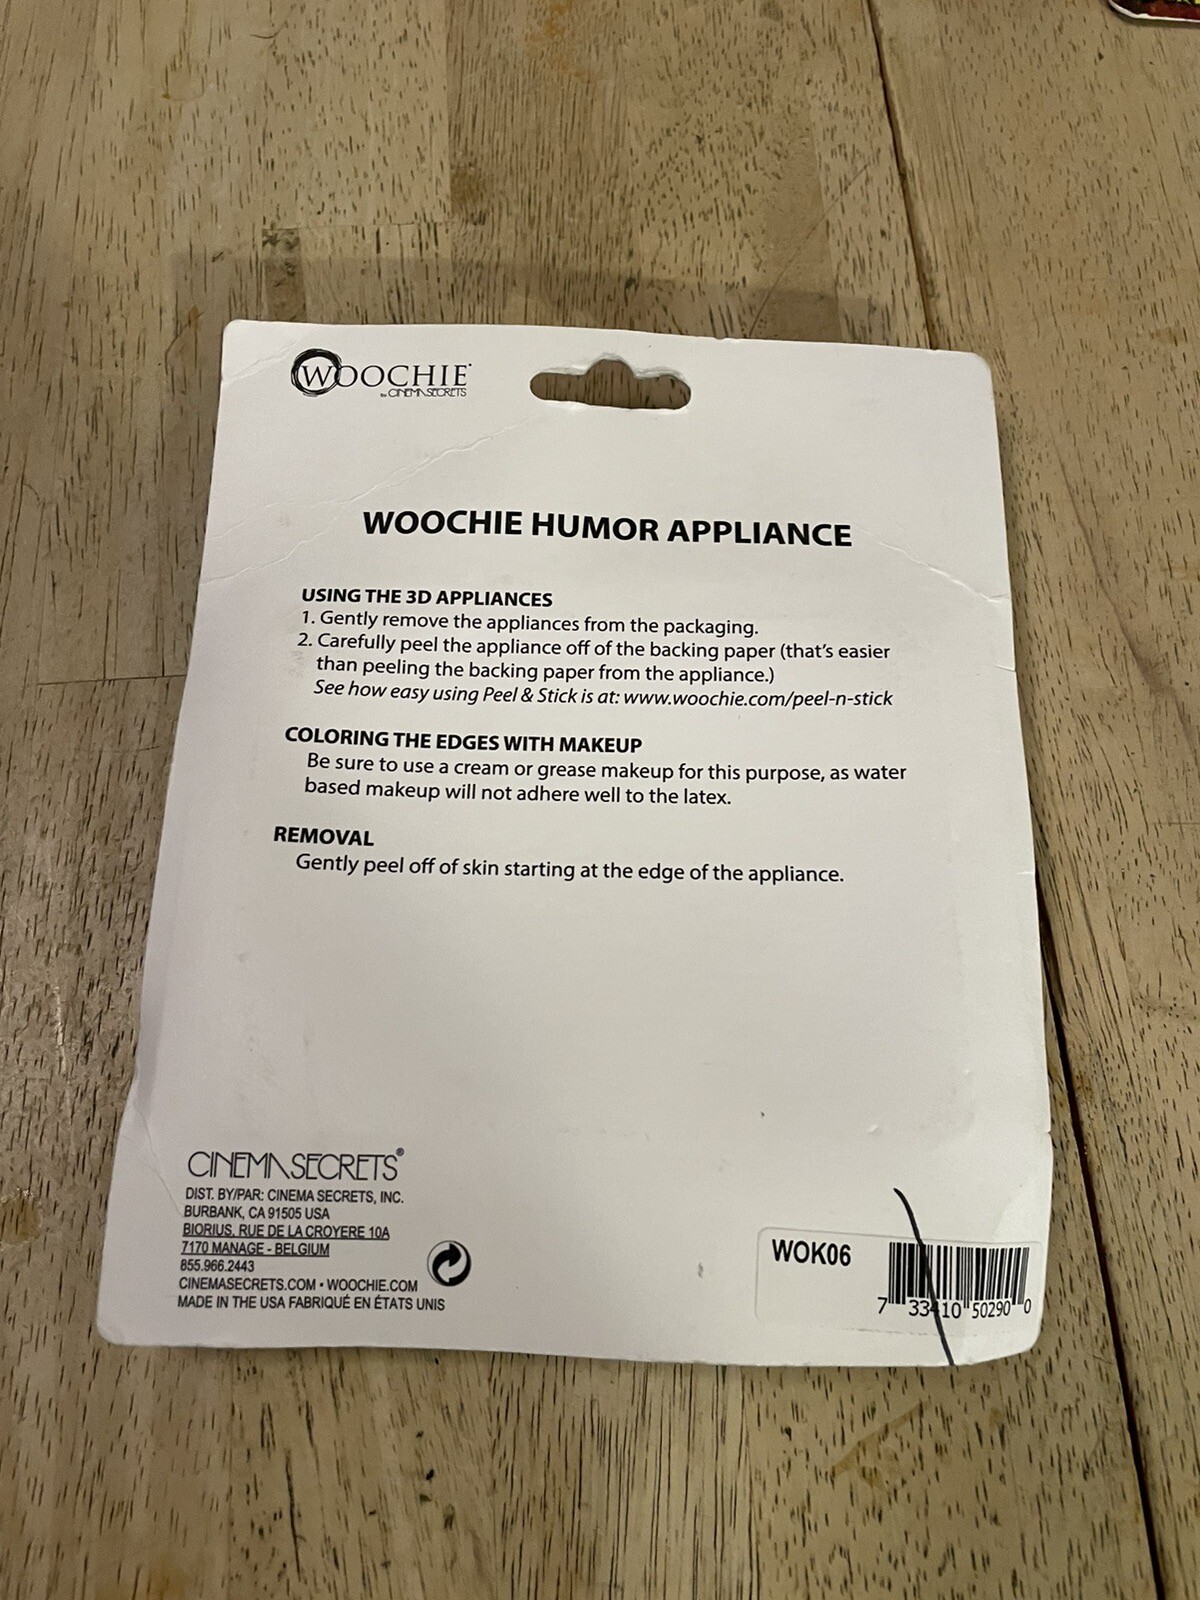 WOOCHIE
BY CINEMA SECRETS
WOOCHIE HUMOR APPLIANCE
USING THE 3D APPLIANCES
1. Gently remove the appliances from the packaging.
2. Carefully peel the appliance off of the backing paper (that's easier
than peeling the backing paper from the appliance.)
See how easy using Peel & Stick is at: www.woochie.com/peel-n-stick
COLORING THE EDGES WITH MAKEUP
Be sure to use a cream or grease makeup for this purpose, as water
based makeup will not adhere well to the latex.
REMOVAL
Gently peel off of skin starting at the edge of the appliance.
CINEMA SECRETS®
DIST. BY/PAR: CINEMA SECRETS, INC.
BURBANK, CA 91505 USA
BIORIUS, RUE DE LA CROYERE 10A
7170 MANAGE - BELGIUM
855.966.2443
CINEMASECRETS.COM • WOOCHIE.COM
MADE IN THE USA FABRIQUÉ EN ÉTATS UNIS
WOK06
7 33410 50290 0